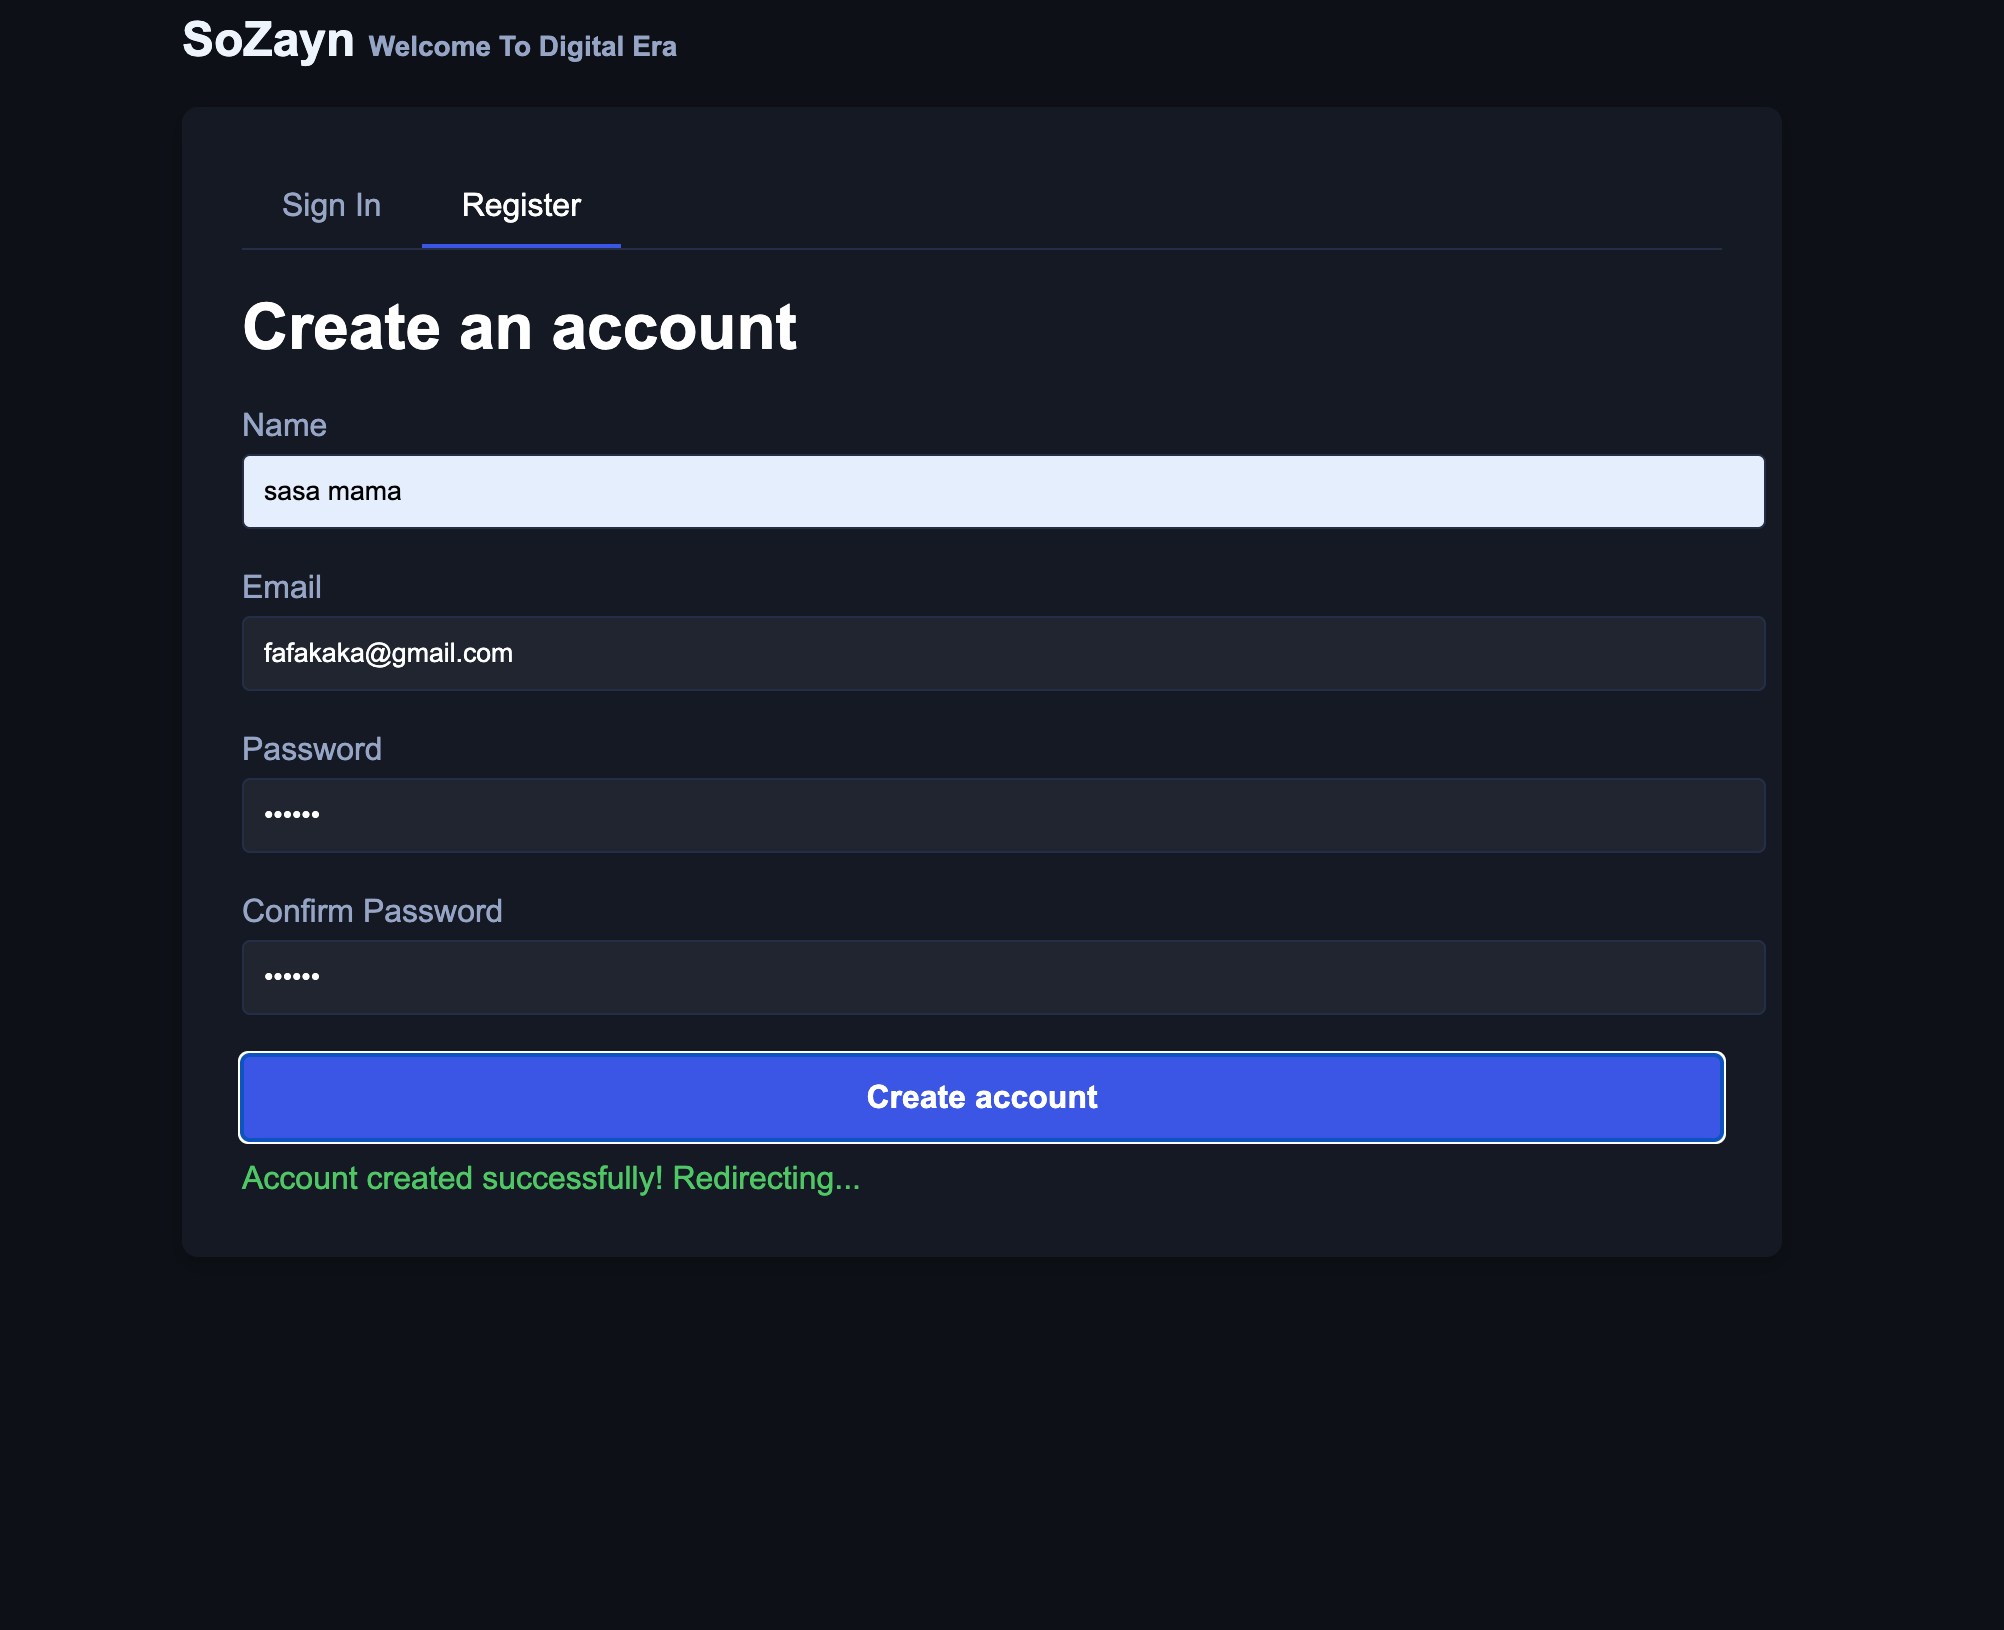 SoZayn Welcome To Digital Era
Sign In Register
Create an account
Name
sasa mama
Email
fafakaka@gmail.com
Password
••••••
Confirm Password
••••••
Create account
Account created successfully! Redirecting...